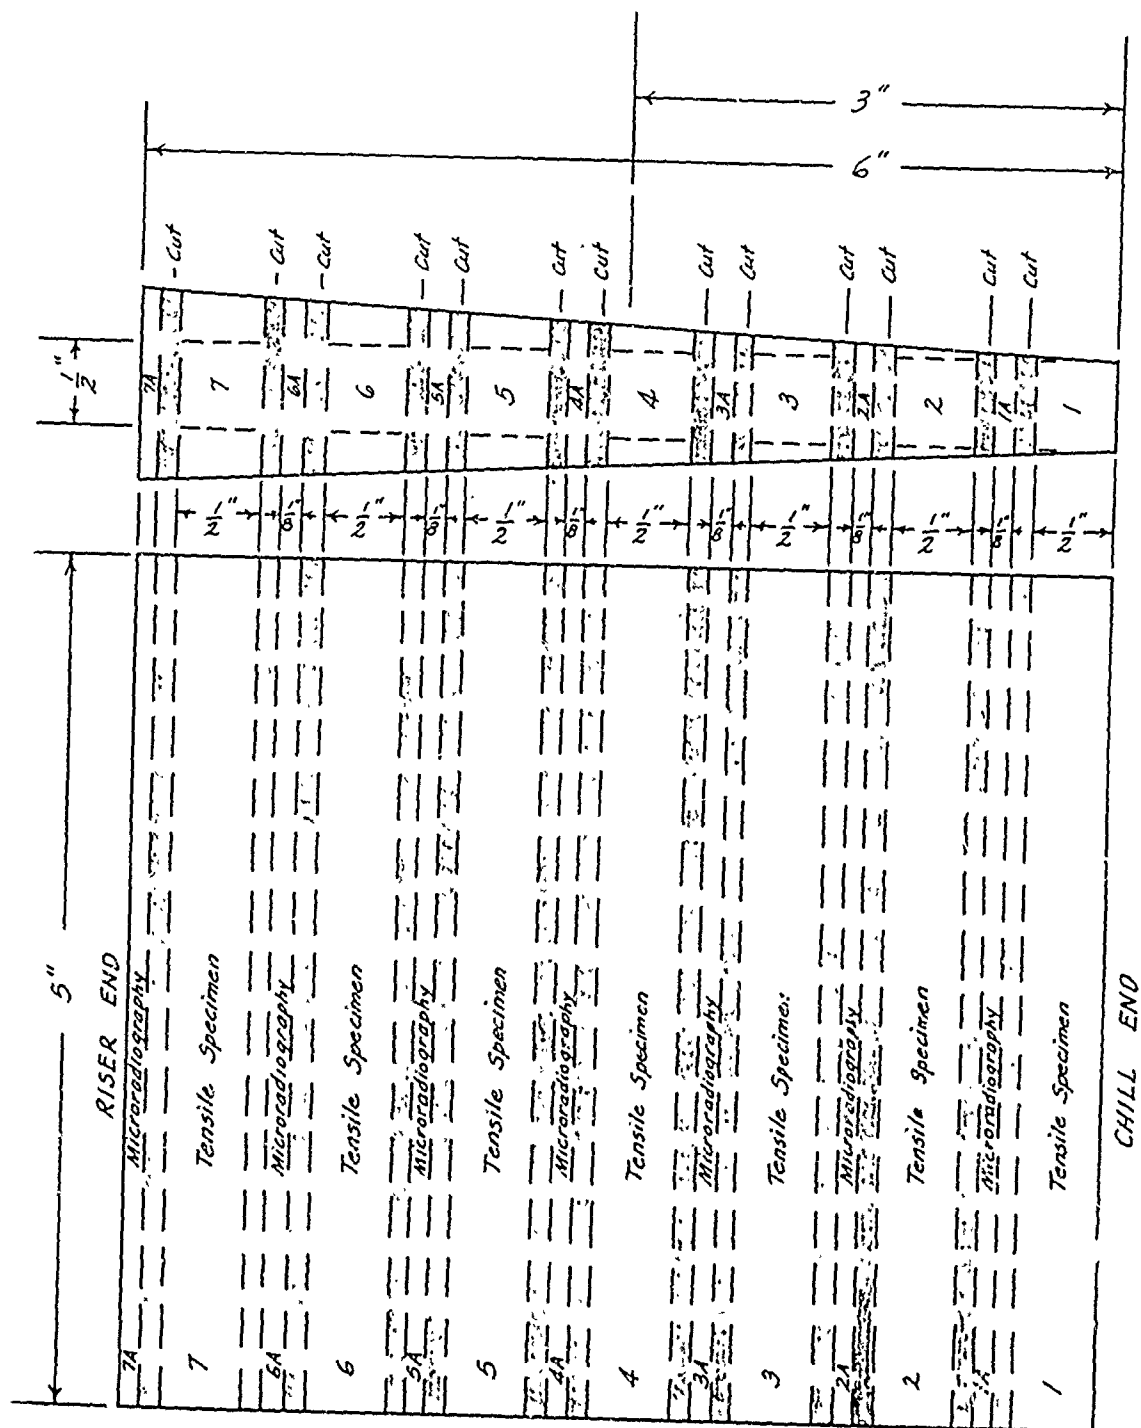 3"
6"
Cut
Cut
Cut
Cut
Cut
Cut
Cut
Cut
Cut
Cut
Cut
Cut
Cut
1/2"
7A
7
6A
6
5A
5
4A
4
3A
3
2A
2
1A
1
1/2"
1/8"
1/2"
1/8"
1/2"
1/8"
1/2"
1/8"
1/2"
1/8"
1/2"
1/8"
1/2"
5"
RISER END
7A Microradiography
7 Tensile Specimen
6A Microradiography
6 Tensile Specimen
5A Microradiography
5 Tensile Specimen
4A Microradiography
4 Tensile Specimen
3A Microradiography
3 Tensile Specimen
2A Microradiography
2 Tensile Specimen
Microradiography
1 Tensile Specimen
CHILL END